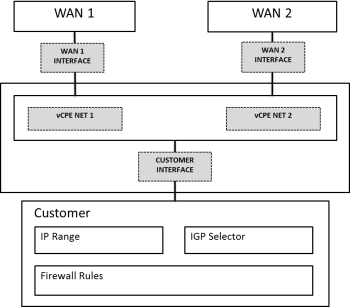 WAN 1
WAN 2
WAN 1
INTERFACE
WAN 2
INTERFACE
vCPE NET 1
vCPE NET 2
CUSTOMER
INTERFACE
Customer
IP Range
IGP Selector
Firewall Rules